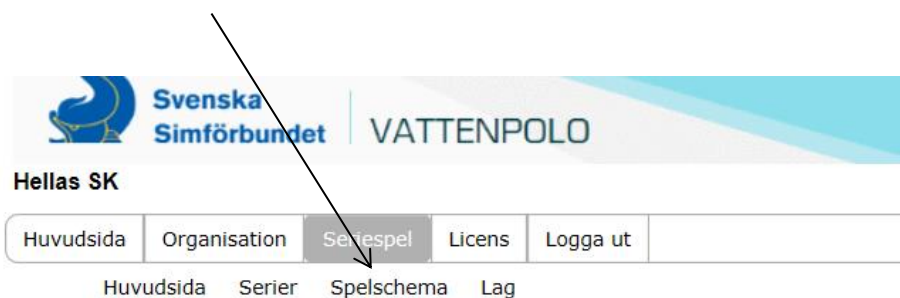 Svenska
Simförbundet VATTENPOLO
Hellas SK
Huvudsida Organisation Seriespel Licens Logga ut
Huvudsida Serier Spelschema Lag